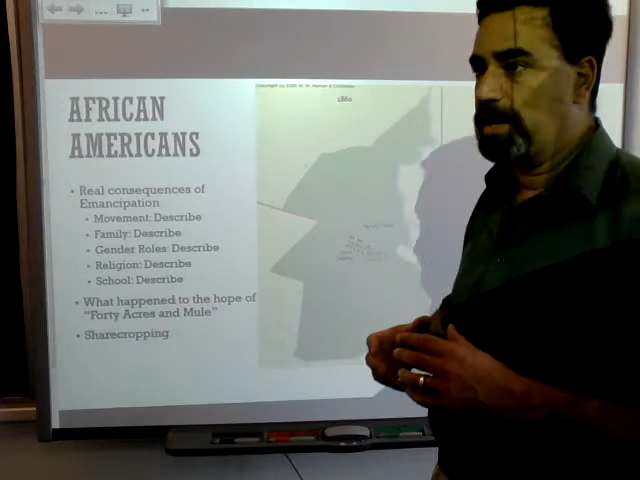 AFRICAN
AMERICANS
• Real consequences of
Emancipation
• Movement: Describe
• Family: Describe
• Gender Roles: Describe
• Religion: Describe
• School: Describe
• What happened to the hope of
"Forty Acres and Mule"
• Sharecropping
1860